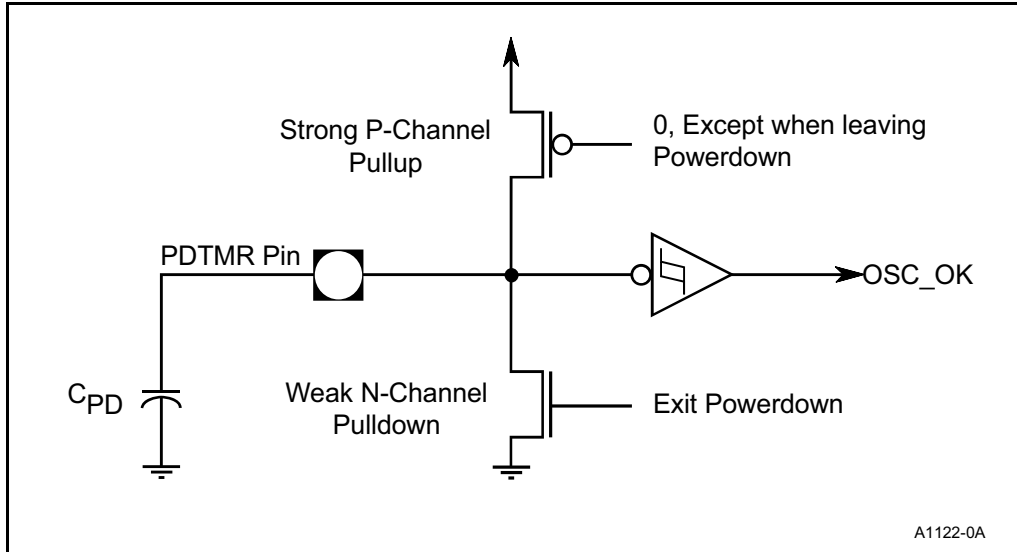 Strong P-Channel
Pullup
0, Except when leaving
Powerdown
PDTMR Pin
OSC_OK
CPD
Weak N-Channel
Pulldown
Exit Powerdown
A1122-0A